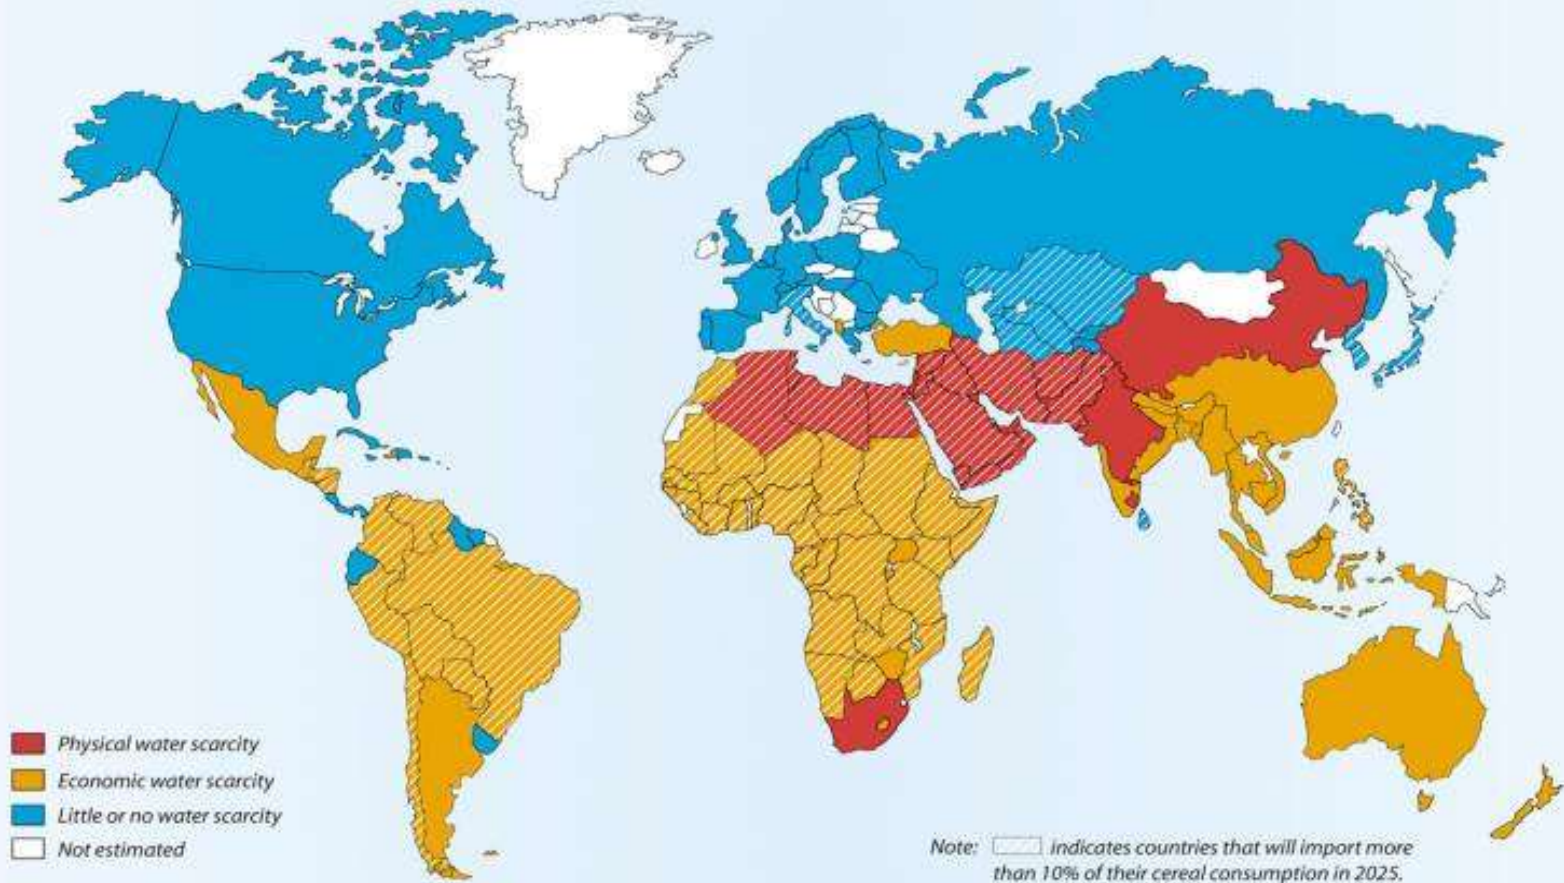 Physical water scarcity
Economic water scarcity
Little or no water scarcity
Not estimated
Note: indicates countries that will import more
than 10% of their cereal consumption in 2025.